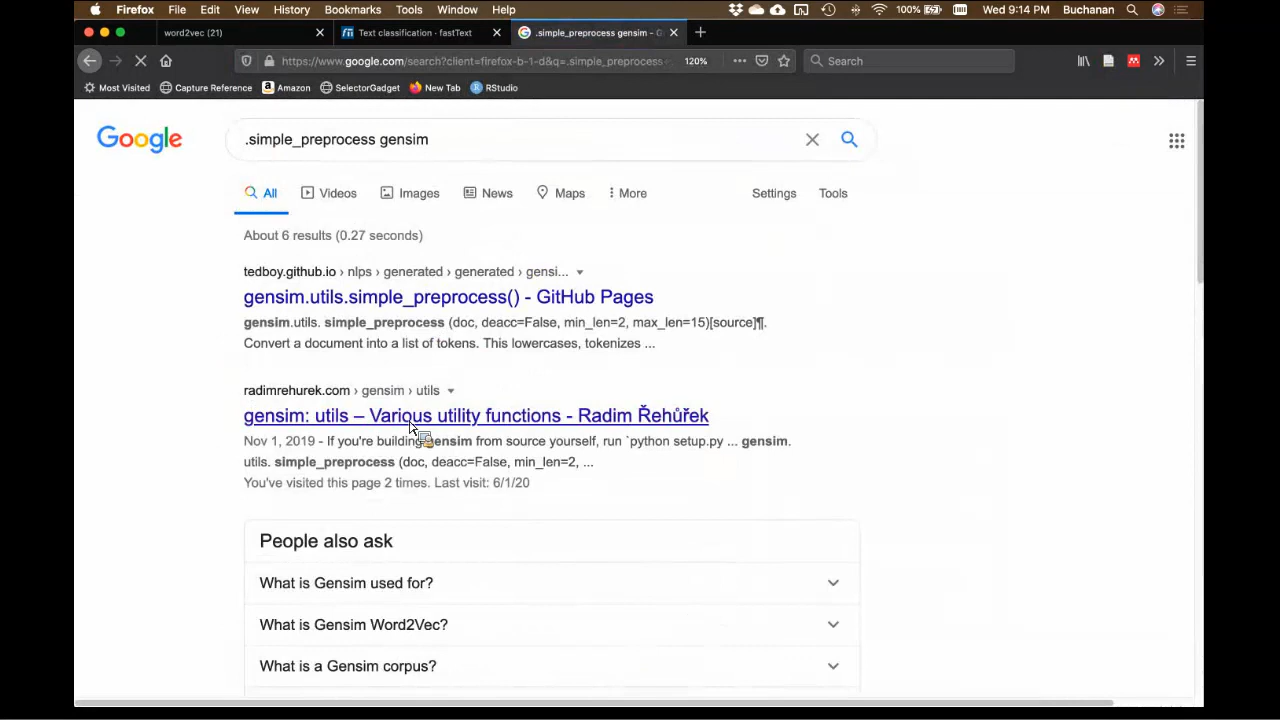 Firefox File Edit View History Bookmarks Tools Window Help 100% Wed 9:14 PM Buchanan
word2vec (21) Text classification · fastText .simple_preprocess gensim - G
https://www.google.com/search?client=firefox-b-1-d&q=.simple_preprocess 120% Search
Most Visited Capture Reference Amazon SelectorGadget New Tab RStudio
Google .simple_preprocess gensim
All Videos Images News Maps More Settings Tools
About 6 results (0.27 seconds)
tedboy.github.io › nlps › generated › generated › gensi...
gensim.utils.simple_preprocess() - GitHub Pages
gensim.utils. simple_preprocess (doc, deacc=False, min_len=2, max_len=15)[source]¶.
Convert a document into a list of tokens. This lowercases, tokenizes ...
radimrehurek.com › gensim › utils
gensim: utils – Various utility functions - Radim Řehůřek
Nov 1, 2019 - If you're building gensim from source yourself, run `python setup.py ... gensim.
utils. simple_preprocess (doc, deacc=False, min_len=2, ...
You've visited this page 2 times. Last visit: 6/1/20
People also ask
What is Gensim used for?
What is Gensim Word2Vec?
What is a Gensim corpus?